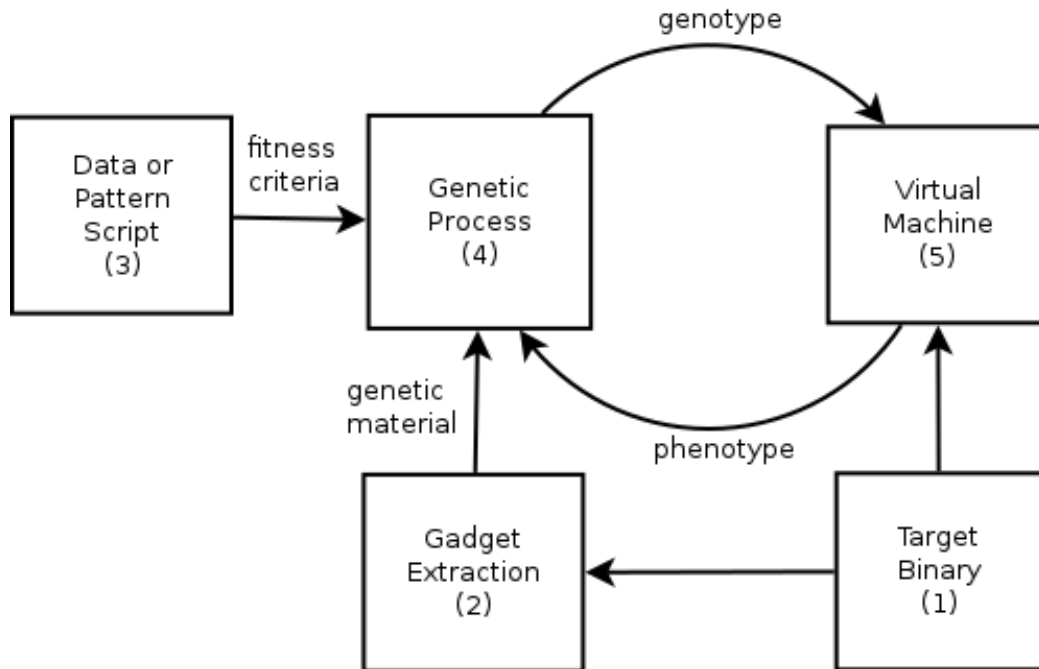 genotype
Data or
Pattern
Script
(3)
fitness
criteria
Genetic
Process
(4)
Virtual
Machine
(5)
genetic
material
phenotype
Gadget
Extraction
(2)
Target
Binary
(1)